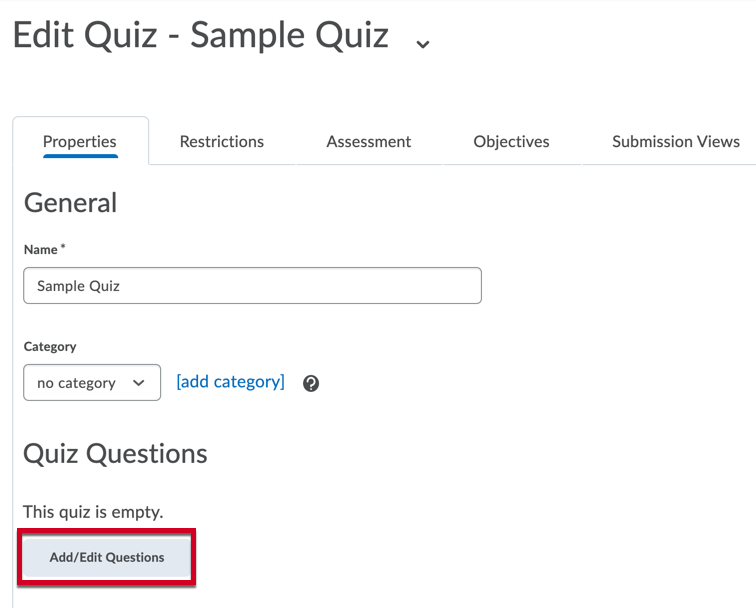 Edit Quiz - Sample Quiz
Properties Restrictions Assessment Objectives Submission Views
General
Name *
Sample Quiz
Category
no category [add category] ?
Quiz Questions
This quiz is empty.
Add/Edit Questions